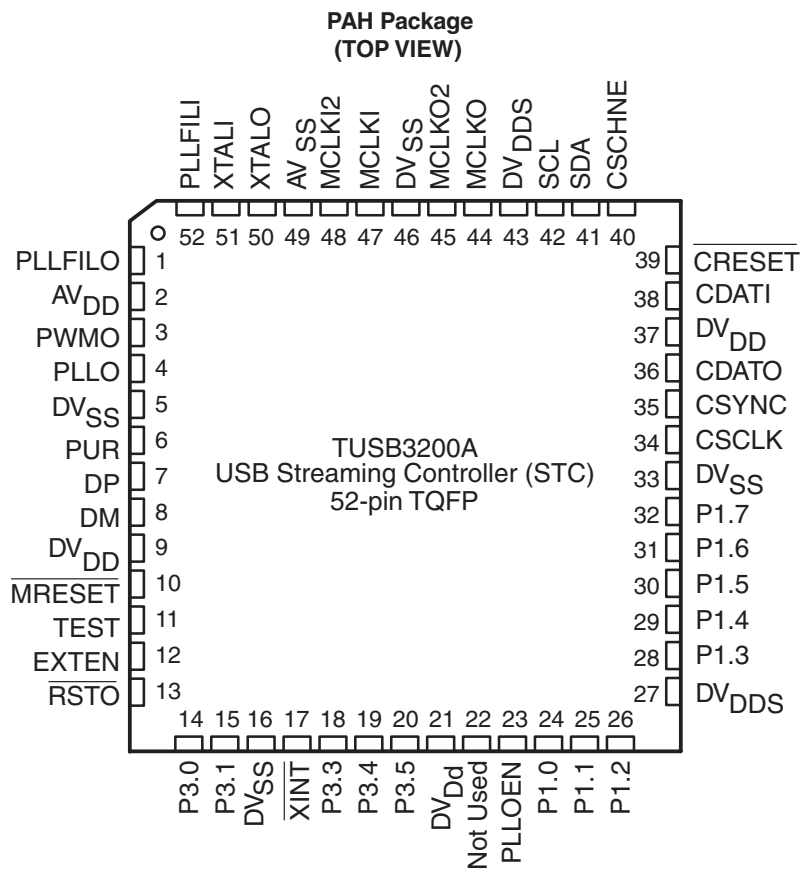 PAH Package
(TOP VIEW)
PLLFILI
XTALI
XTALO
AVSS
MCLKI2
MCLKI
DVSS
MCLKO2
MCLKO
DVDDS
SCL
SDA
CSCHNE
52 51 50 49 48 47 46 45 44 43 42 41 40
PLLFILO 1
AVDD 2
PWMO 3
PLLO 4
DVSS 5
PUR 6
DP 7
DM 8
DVDD 9
MRESET 10
TEST 11
EXTEN 12
RSTO 13
TUSB3200A
USB Streaming Controller (STC)
52-pin TQFP
39 CRESET
38 CDATI
37 DVDD
36 CDATO
35 CSYNC
34 CSCLK
33 DVSS
32 P1.7
31 P1.6
30 P1.5
29 P1.4
28 P1.3
27 DVDDS
14 15 16 17 18 19 20 21 22 23 24 25 26
P3.0
P3.1
DVSS
XINT
P3.3
P3.4
P3.5
DVDd
Not Used
PLLOEN
P1.0
P1.1
P1.2